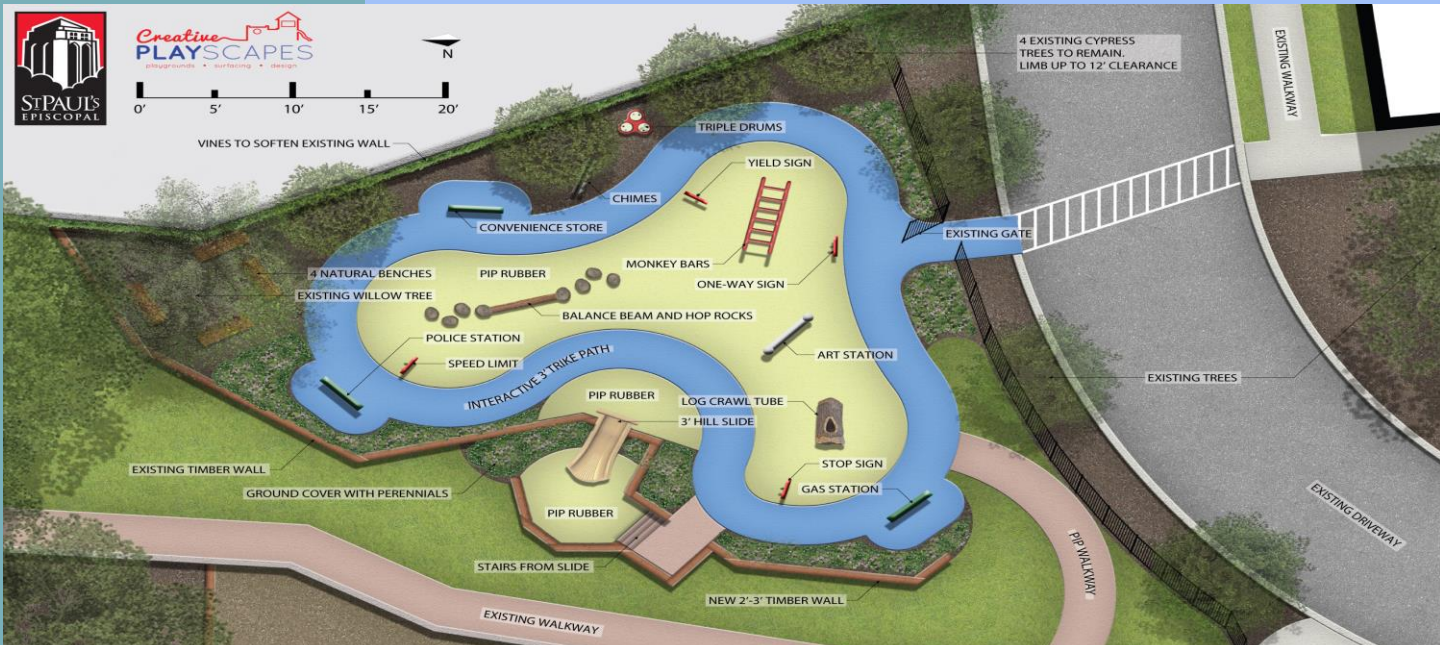 ST PAUL'S
EPISCOPAL
Creative
PLAYSCAPES
playgrounds • surfacing • design
N
0' 5' 10' 15' 20'
VINES TO SOFTEN EXISTING WALL
4 EXISTING CYPRESS
TREES TO REMAIN.
LIMB UP TO 12' CLEARANCE
EXISTING WALKWAY
TRIPLE DRUMS
YIELD SIGN
CHIMES
CONVENIENCE STORE
EXISTING GATE
MONKEY BARS
4 NATURAL BENCHES
PIP RUBBER
ONE-WAY SIGN
EXISTING WILLOW TREE
BALANCE BEAM AND HOP ROCKS
POLICE STATION
ART STATION
SPEED LIMIT
INTERACTIVE 3' TRIKE PATH
EXISTING TREES
PIP RUBBER
LOG CRAWL TUBE
3' HILL SLIDE
EXISTING TIMBER WALL
STOP SIGN
GAS STATION
GROUND COVER WITH PERENNIALS
PIP RUBBER
EXISTING DRIVEWAY
PIP WALKWAY
STAIRS FROM SLIDE
NEW 2'-3' TIMBER WALL
EXISTING WALKWAY